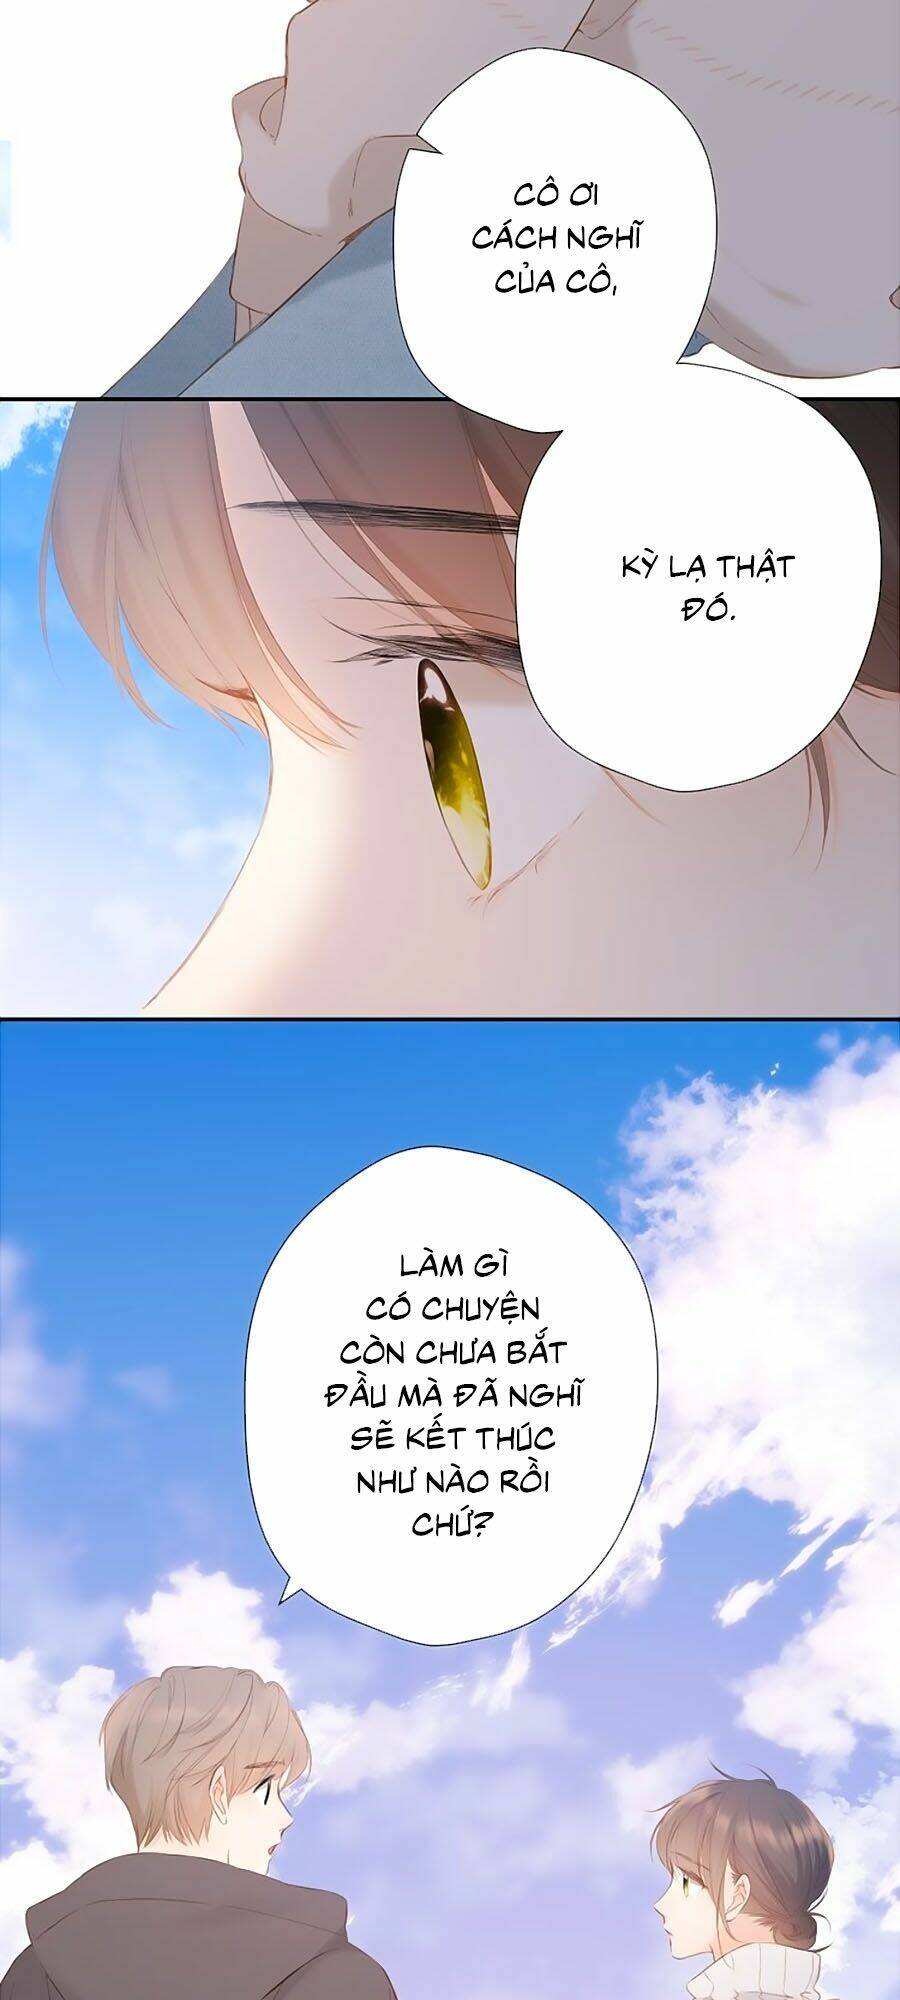 CÔ ƠI
CÁCH NGHĨ
CỦA CÔ,
KỲ LẠ THẬT
ĐÓ.
LÀM GÌ
CÓ CHUYỆN
CÒN CHƯA BẮT
ĐẦU MÀ ĐÃ NGHĨ
SẼ KẾT THÚC
NHƯ NÀO RỒI
CHỨ?